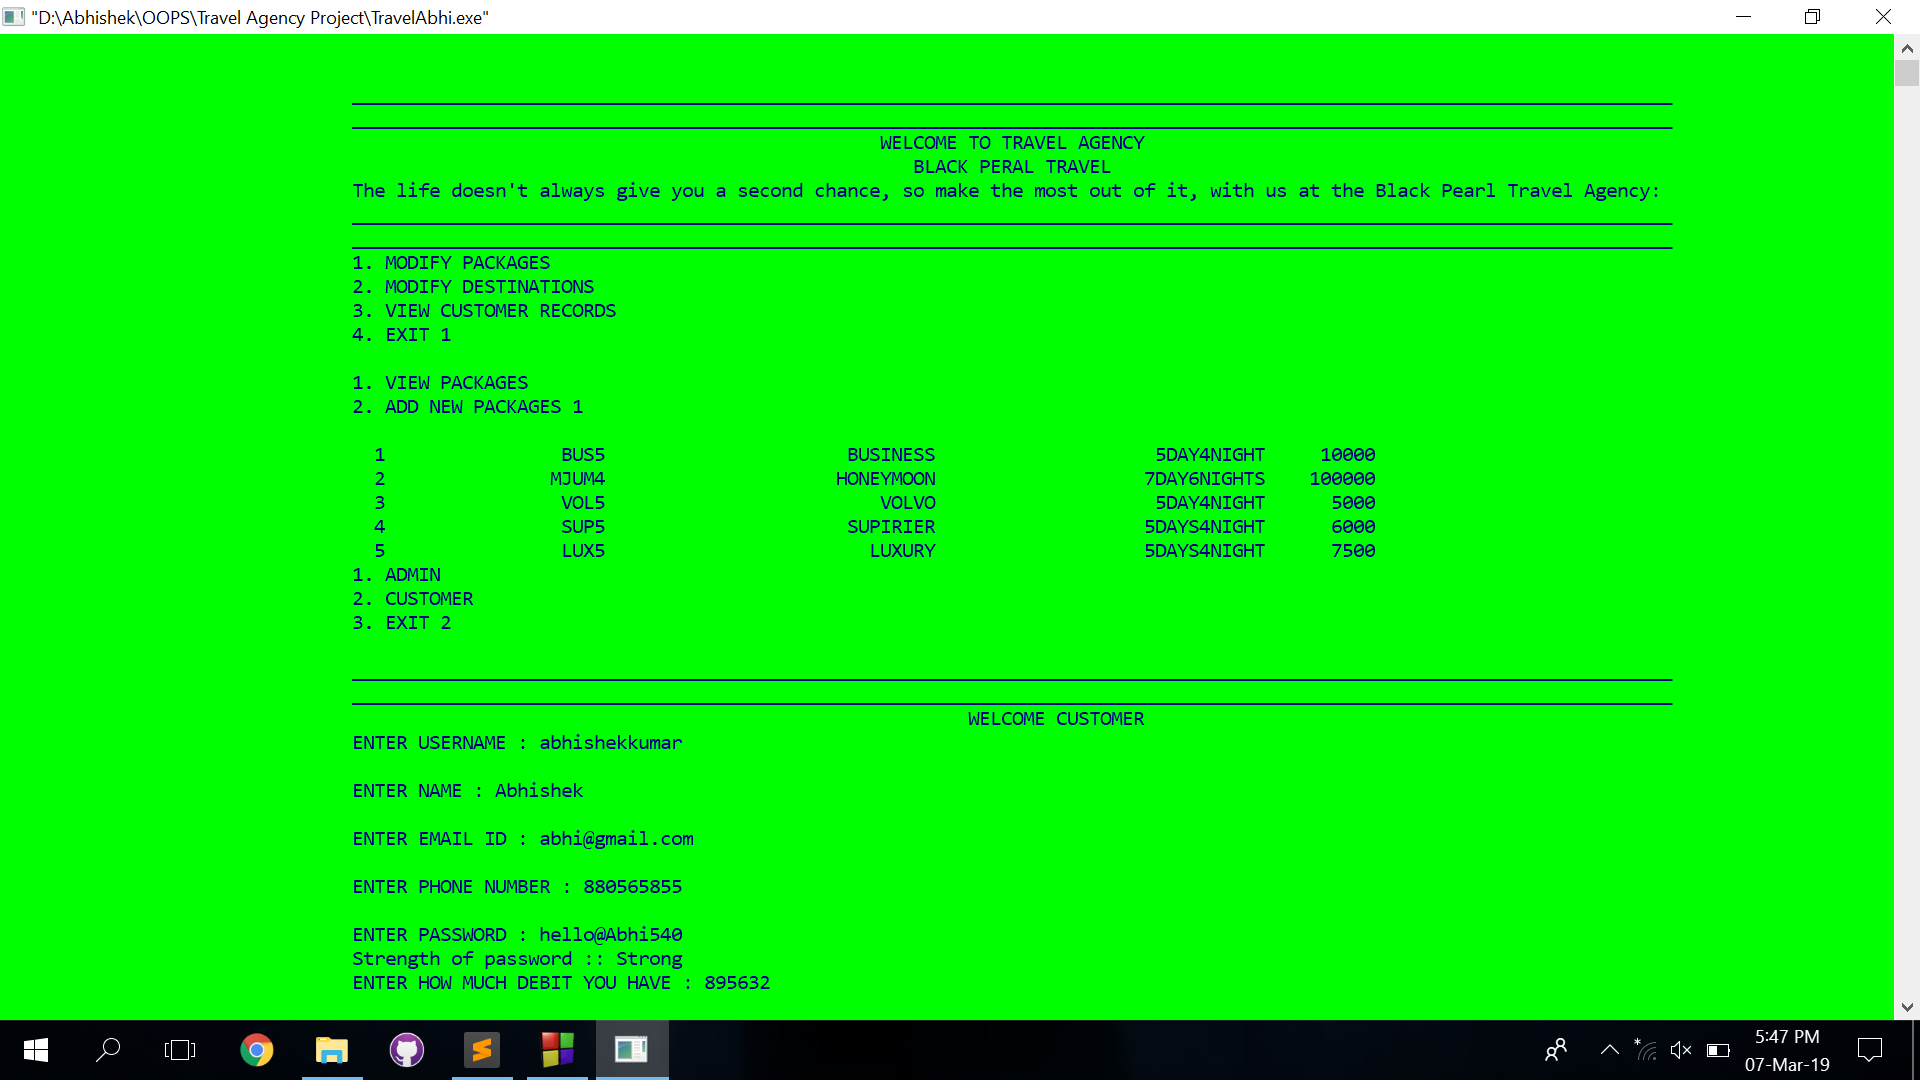 "D:\Abhishek\OOPS\Travel Agency Project\TravelAbhi.exe"
WELCOME TO TRAVEL AGENCY
BLACK PERAL TRAVEL
The life doesn't always give you a second chance, so make the most out of it, with us at the Black Pearl Travel Agency:
1. MODIFY PACKAGES
2. MODIFY DESTINATIONS
3. VIEW CUSTOMER RECORDS
4. EXIT 1
1. VIEW PACKAGES
2. ADD NEW PACKAGES 1
1 BUS5 BUSINESS 5DAY4NIGHT 10000
2 MJUM4 HONEYMOON 7DAY6NIGHTS 100000
3 VOL5 VOLVO 5DAY4NIGHT 5000
4 SUP5 SUPIRIER 5DAYS4NIGHT 6000
5 LUX5 LUXURY 5DAYS4NIGHT 7500
1. ADMIN
2. CUSTOMER
3. EXIT 2
WELCOME CUSTOMER
ENTER USERNAME : abhishekkumar
ENTER NAME : Abhishek
ENTER EMAIL ID : abhi@gmail.com
ENTER PHONE NUMBER : 880565855
ENTER PASSWORD : hello@Abhi540
Strength of password :: Strong
ENTER HOW MUCH DEBIT YOU HAVE : 895632
5:47 PM
07-Mar-19